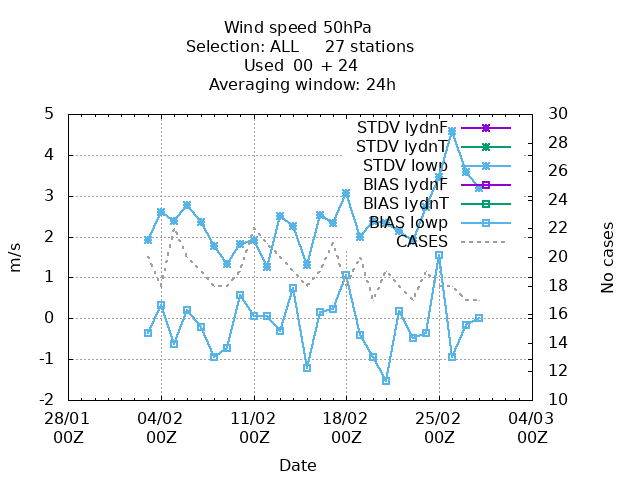 Wind speed 50hPa
Selection: ALL 27 stations
Used 00 + 24
Averaging window: 24h
5 30
STDV lydnF
28
STDV lydnT
4
STDV lowp
26
BIAS lydnF
3 24
BIAS lydnT
BIAS lowp
22
2
CASES
20
1
18
0
16
14
-1
12
-2 10
m/s
No cases
28/01 04/02 11/02 18/02 25/02 04/03
00Z 00Z 00Z 00Z 00Z 00Z
Date